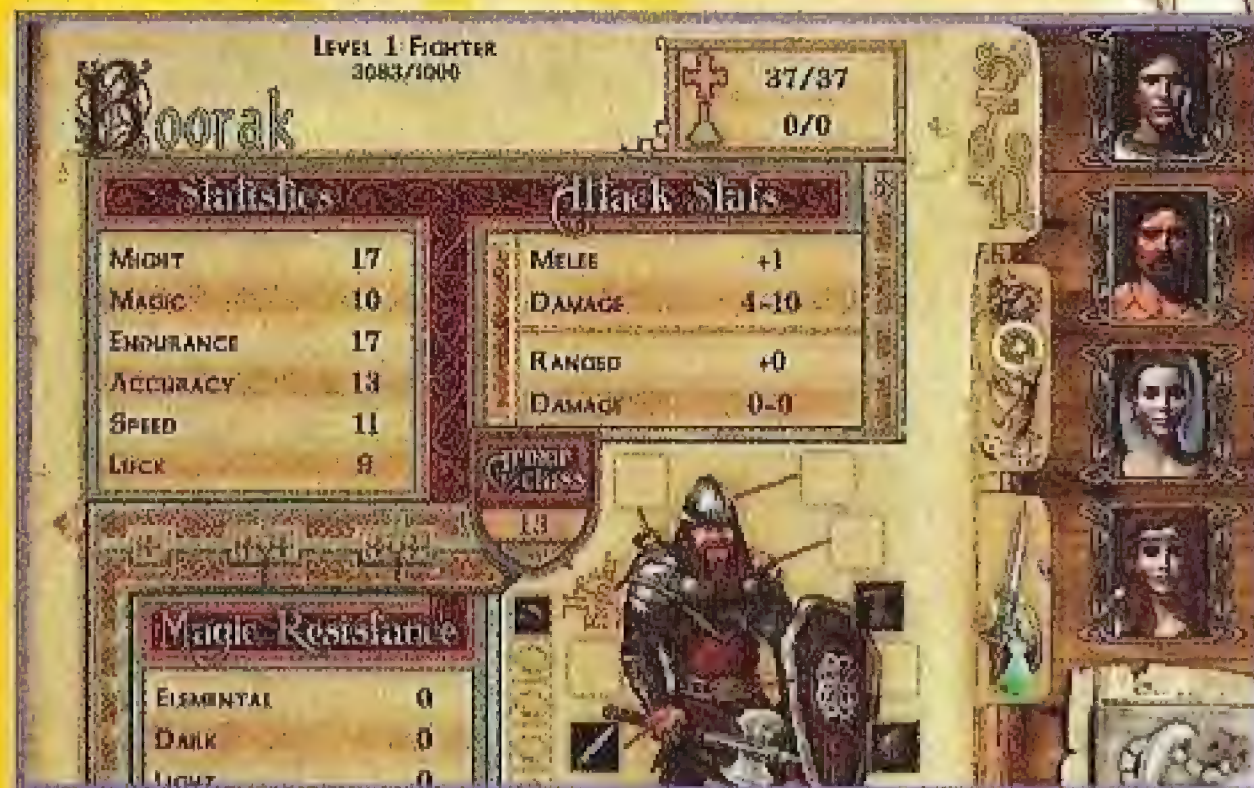 LEVEL 1 FIGHTER
3083/1000
Boorak
37/37
0/0
Statistics
MIGHT 17
MAGIC 10
ENDURANCE 17
ACCURACY 13
SPEED 11
LUCK 9
Attack Stats
MELEE +1
DAMAGE 4-10
RANGED +0
DAMAGE 0-0
Armor
Class
13
Magic Resistance
ELEMENTAL 0
DARK 0
LIGHT 0